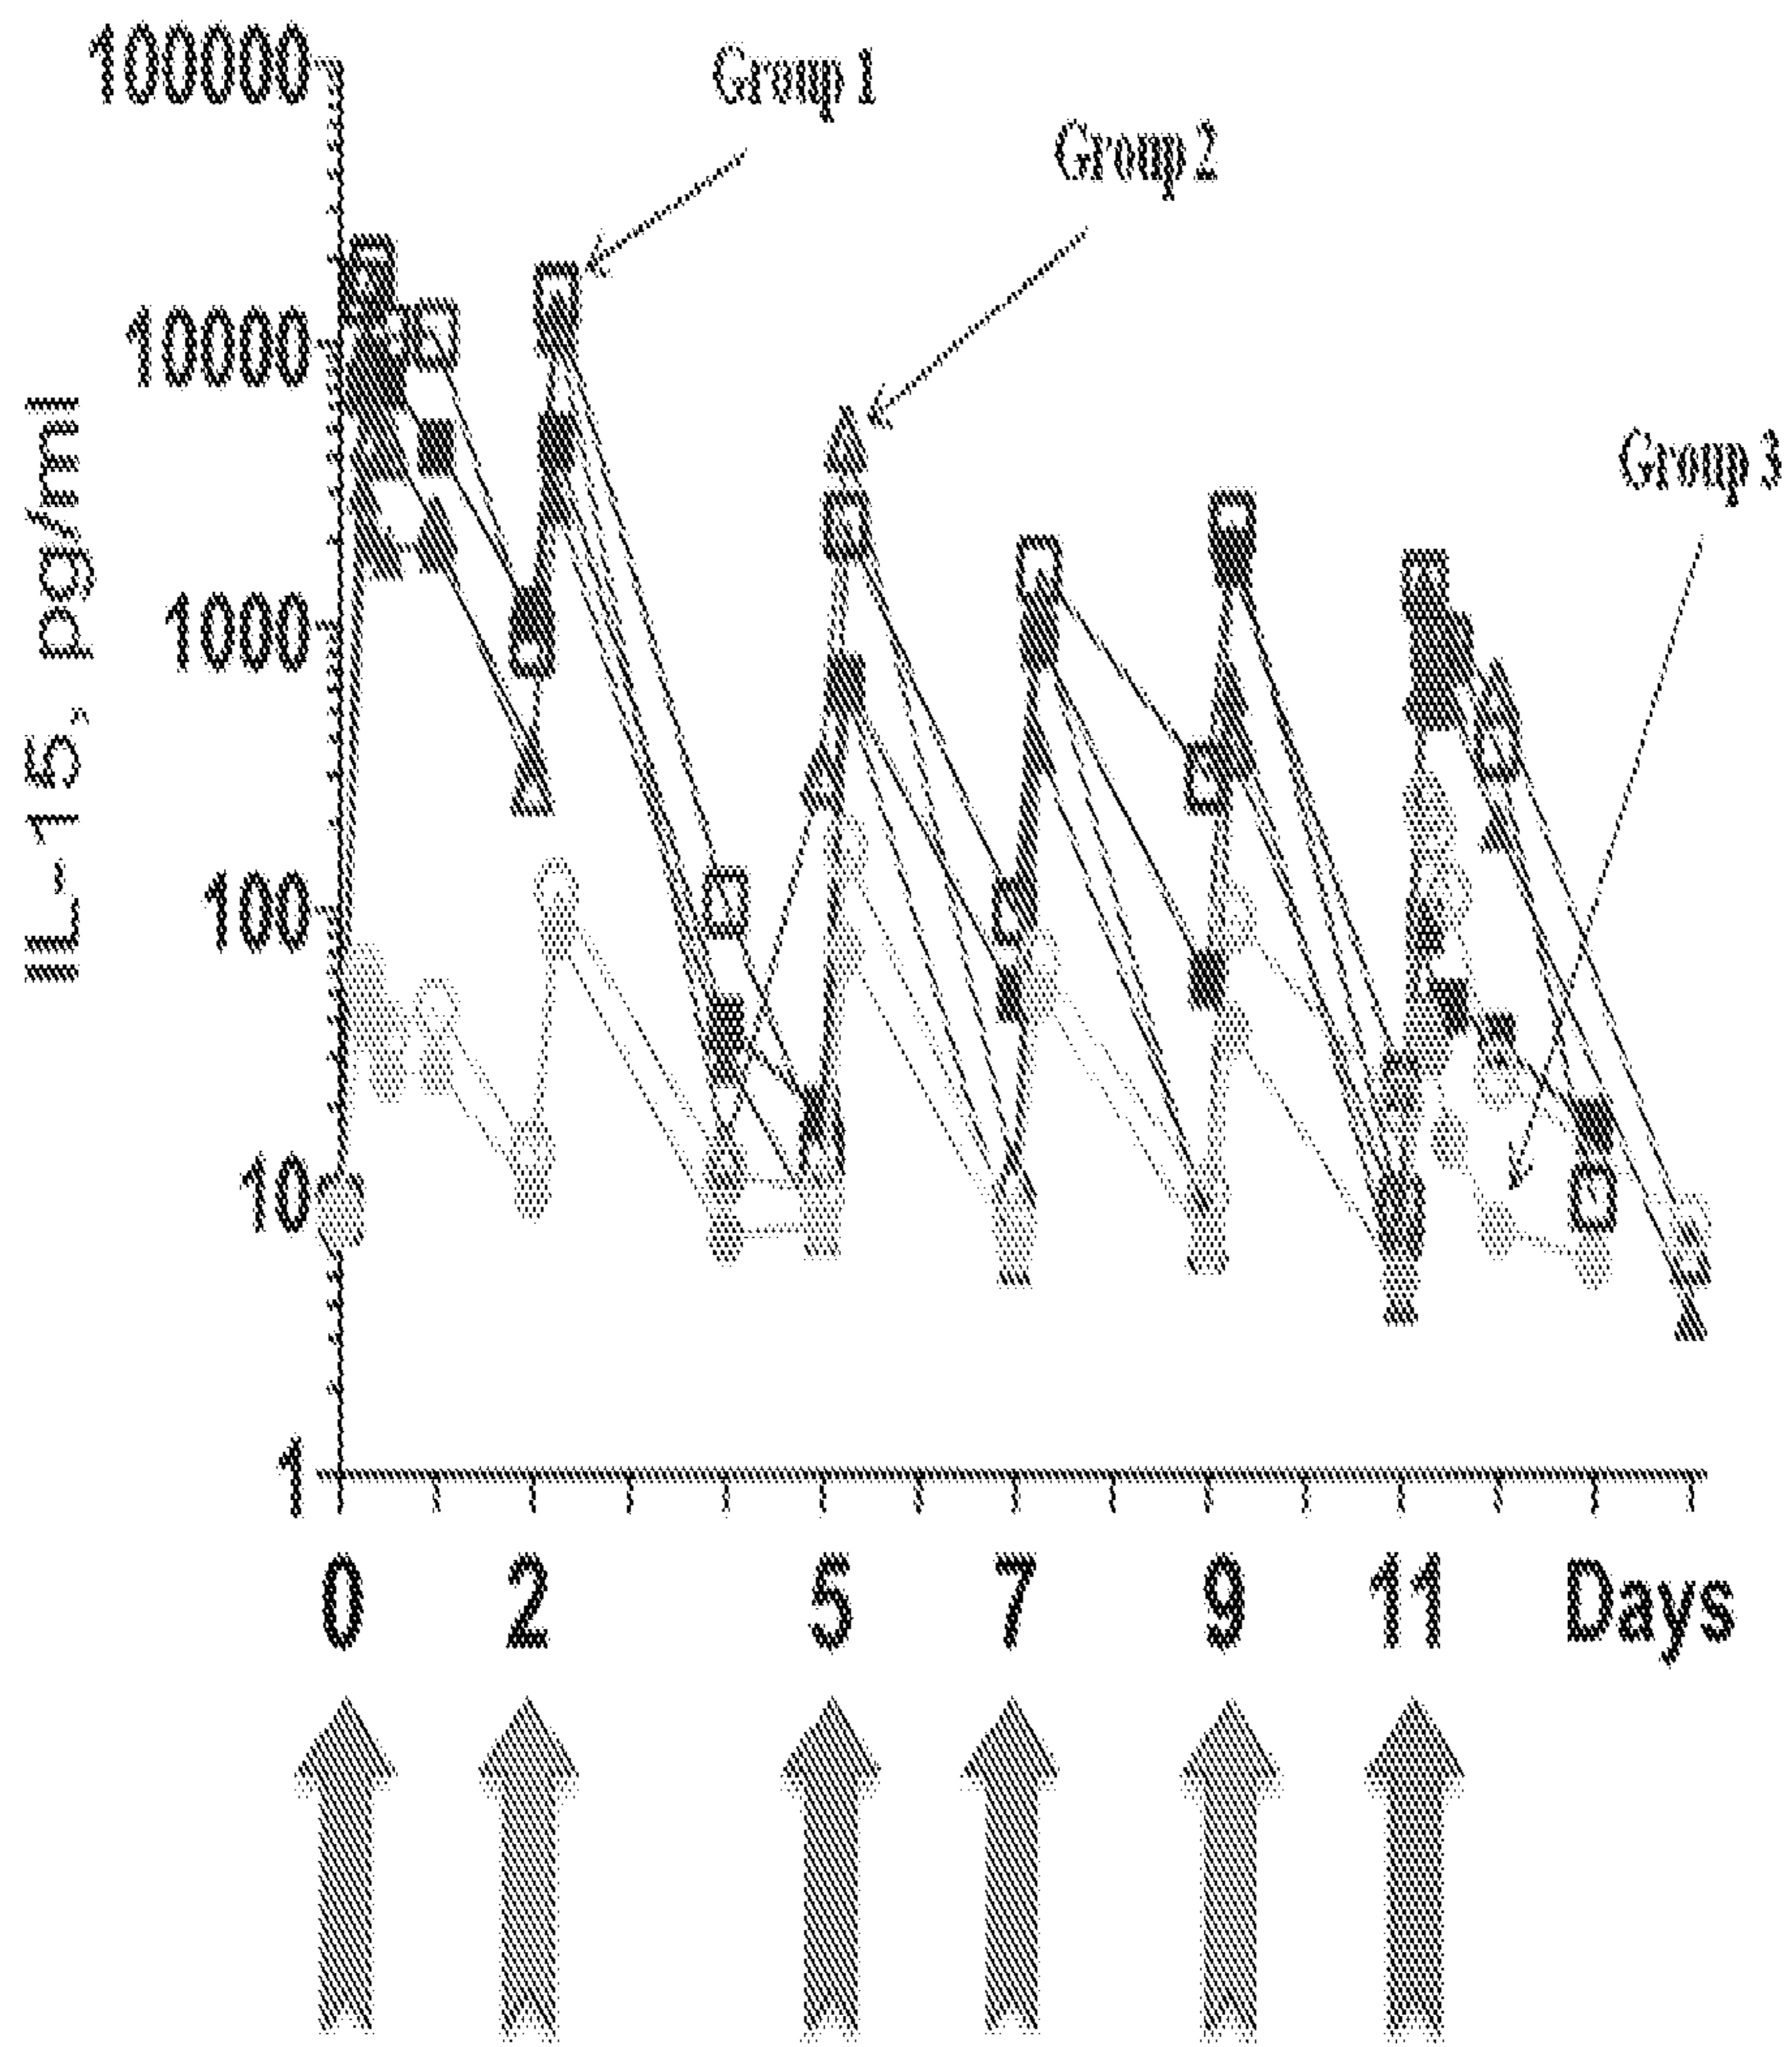 100000
10000
1000
100
10
1
IL-15, pg/ml
Group 1
Group 2
Group 3
0 2 5 7 9 11 Days